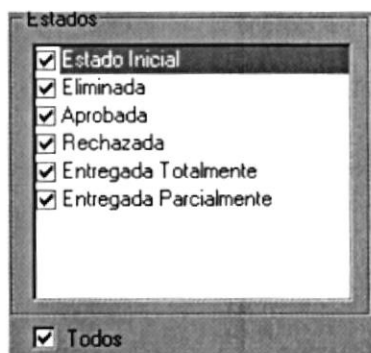 Estados
Estado Inicial
Eliminada
Aprobada
Rechazada
Entregada Totalmente
Entregada Parcialmente
Todos